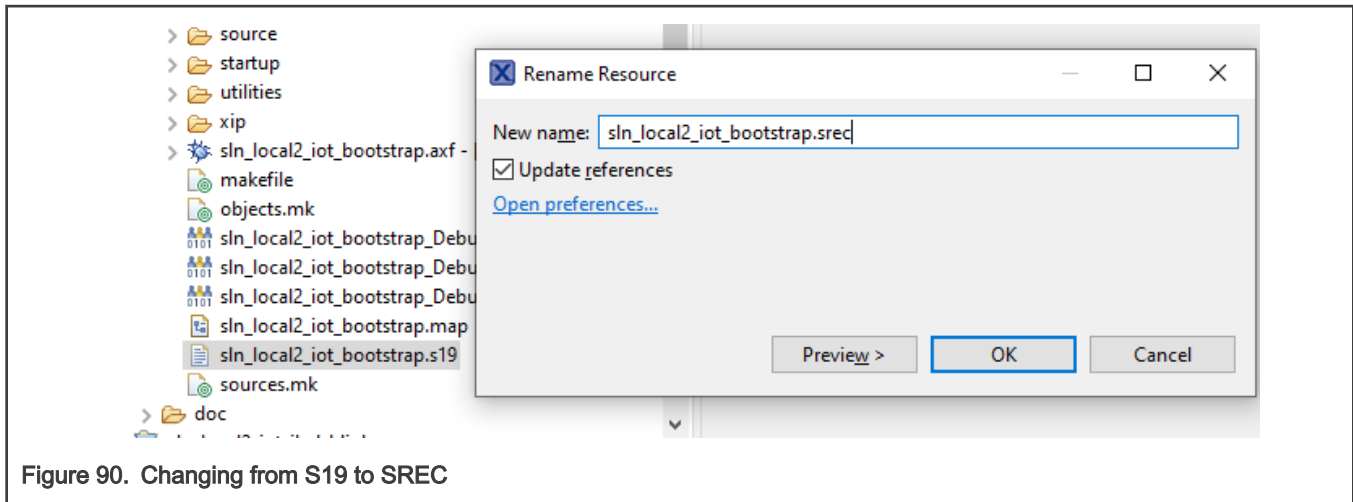 source
startup
utilities
xip
sln_local2_iot_bootstrap.axf - [
makefile
objects.mk
sln_local2_iot_bootstrap_Debu
sln_local2_iot_bootstrap_Debu
sln_local2_iot_bootstrap_Debu
sln_local2_iot_bootstrap.map
sln_local2_iot_bootstrap.s19
sources.mk
doc
Rename Resource
New name: sln_local2_iot_bootstrap.srec
Update references
Open preferences...
Preview >
OK
Cancel
Figure 90. Changing from S19 to SREC